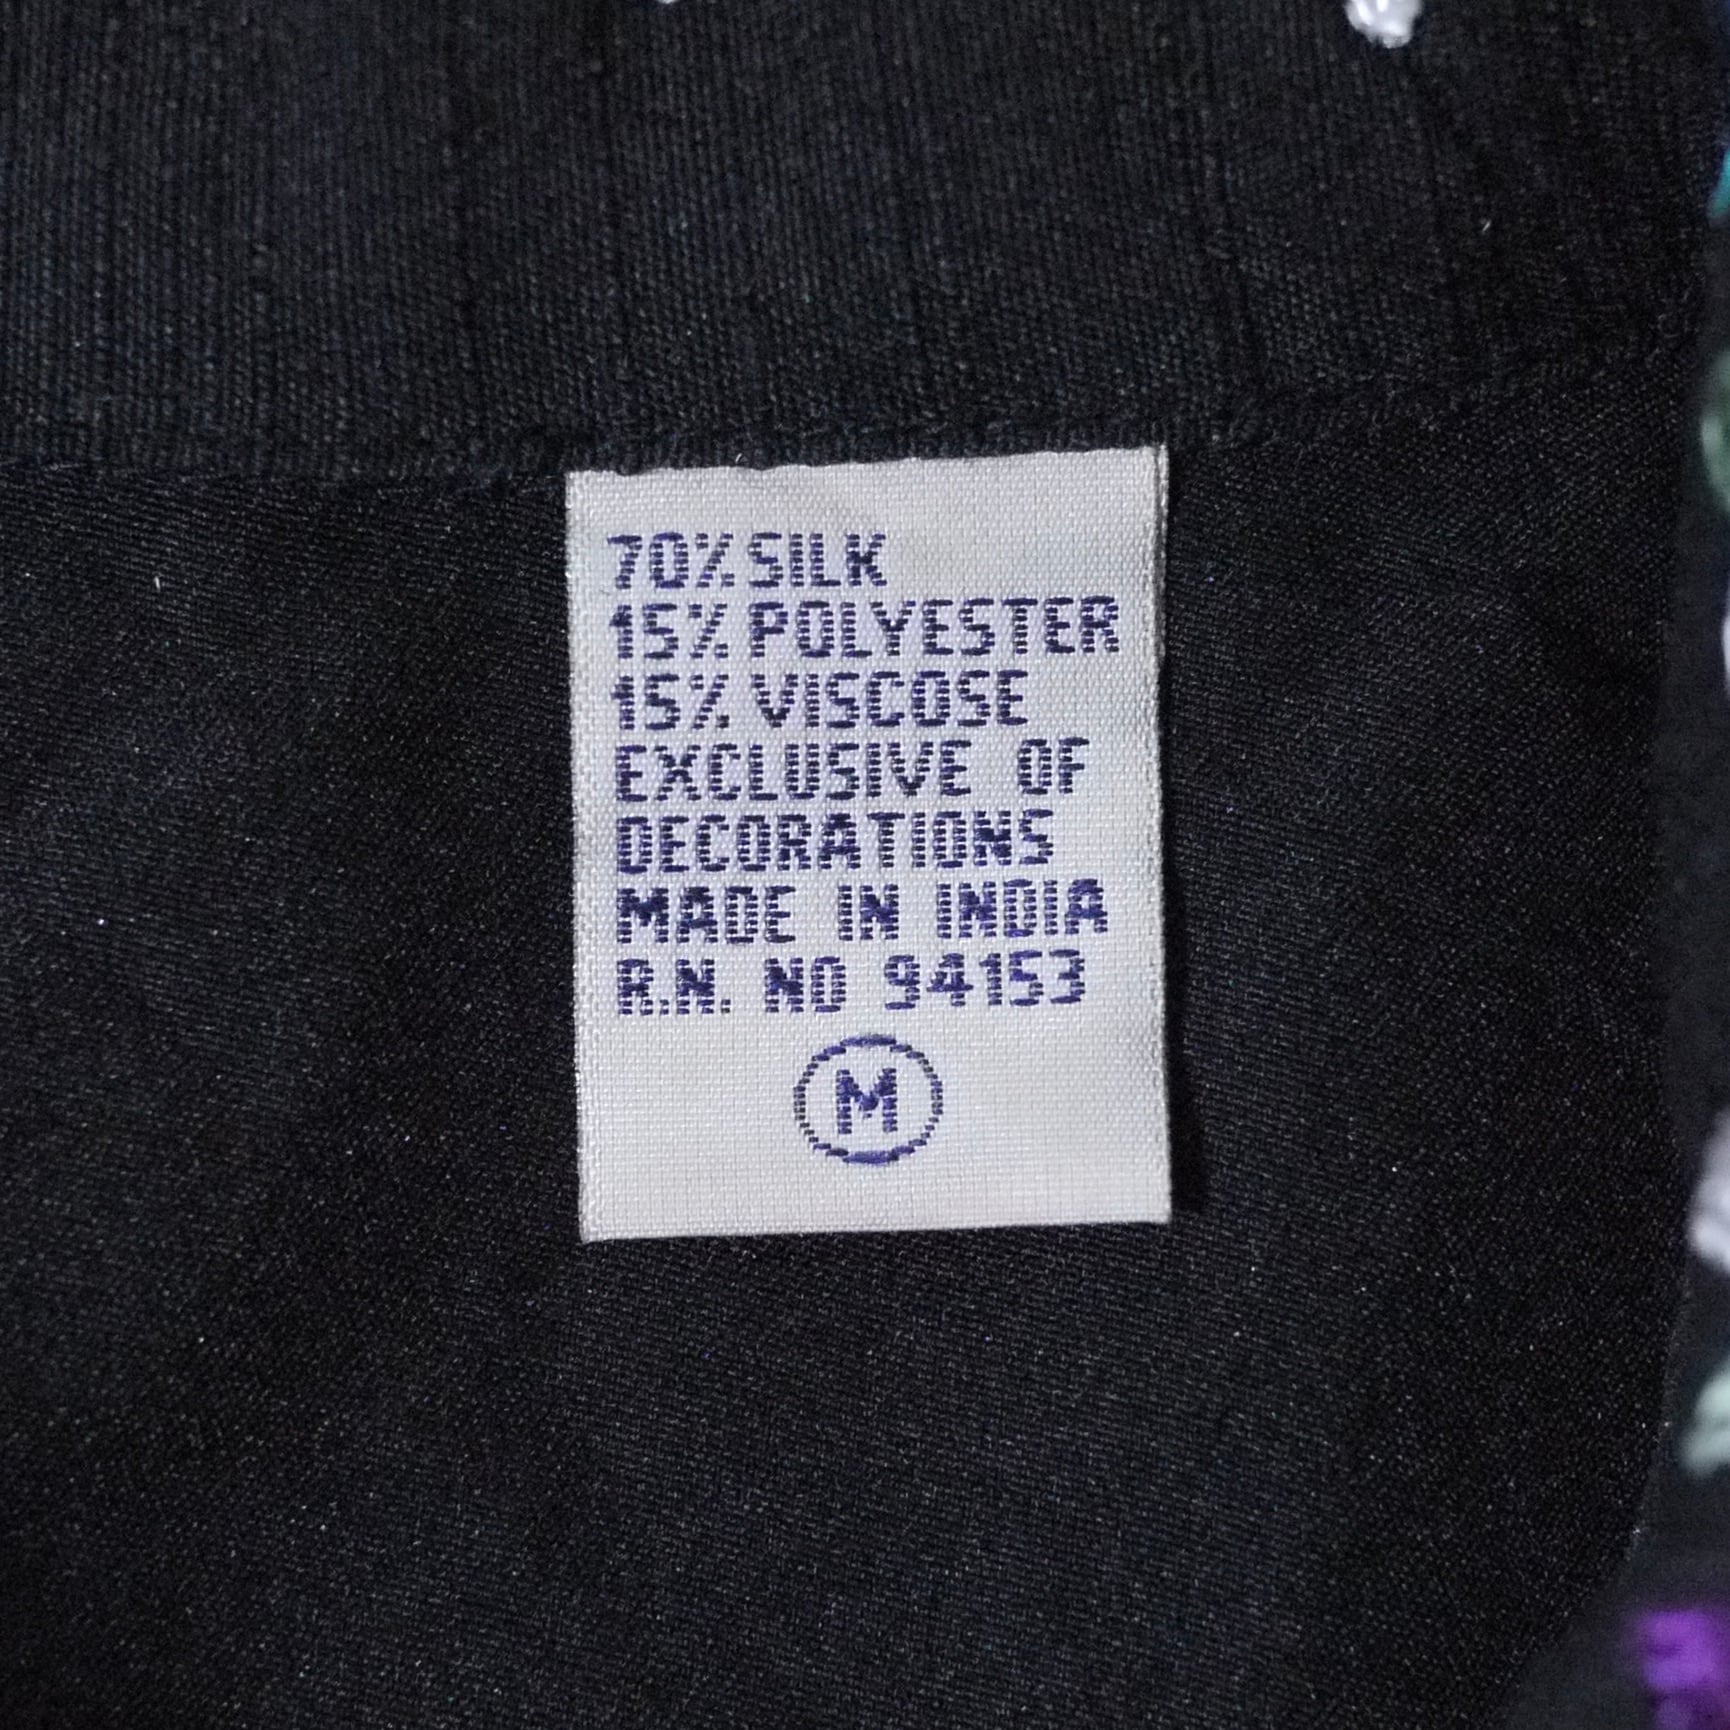 70% SILK
15% POLYESTER
15% VISCOSE
EXCLUSIVE OF
DECORATIONS
MADE IN INDIA
R.N. NO 94153
M